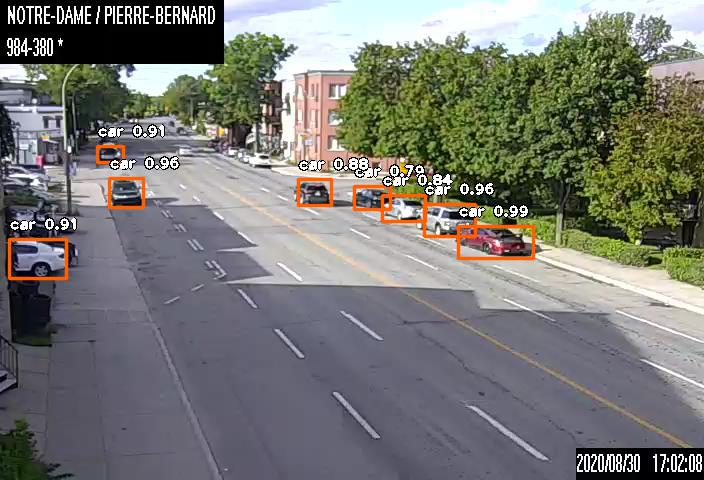 NOTRE-DAME / PIERRE-BERNARD
984-380 *
car 0.91
car 0.96
car 0.88
car 0.79
car 0.84
car 0.96
car 0.99
car 0.91
2020/08/30 17:02:08